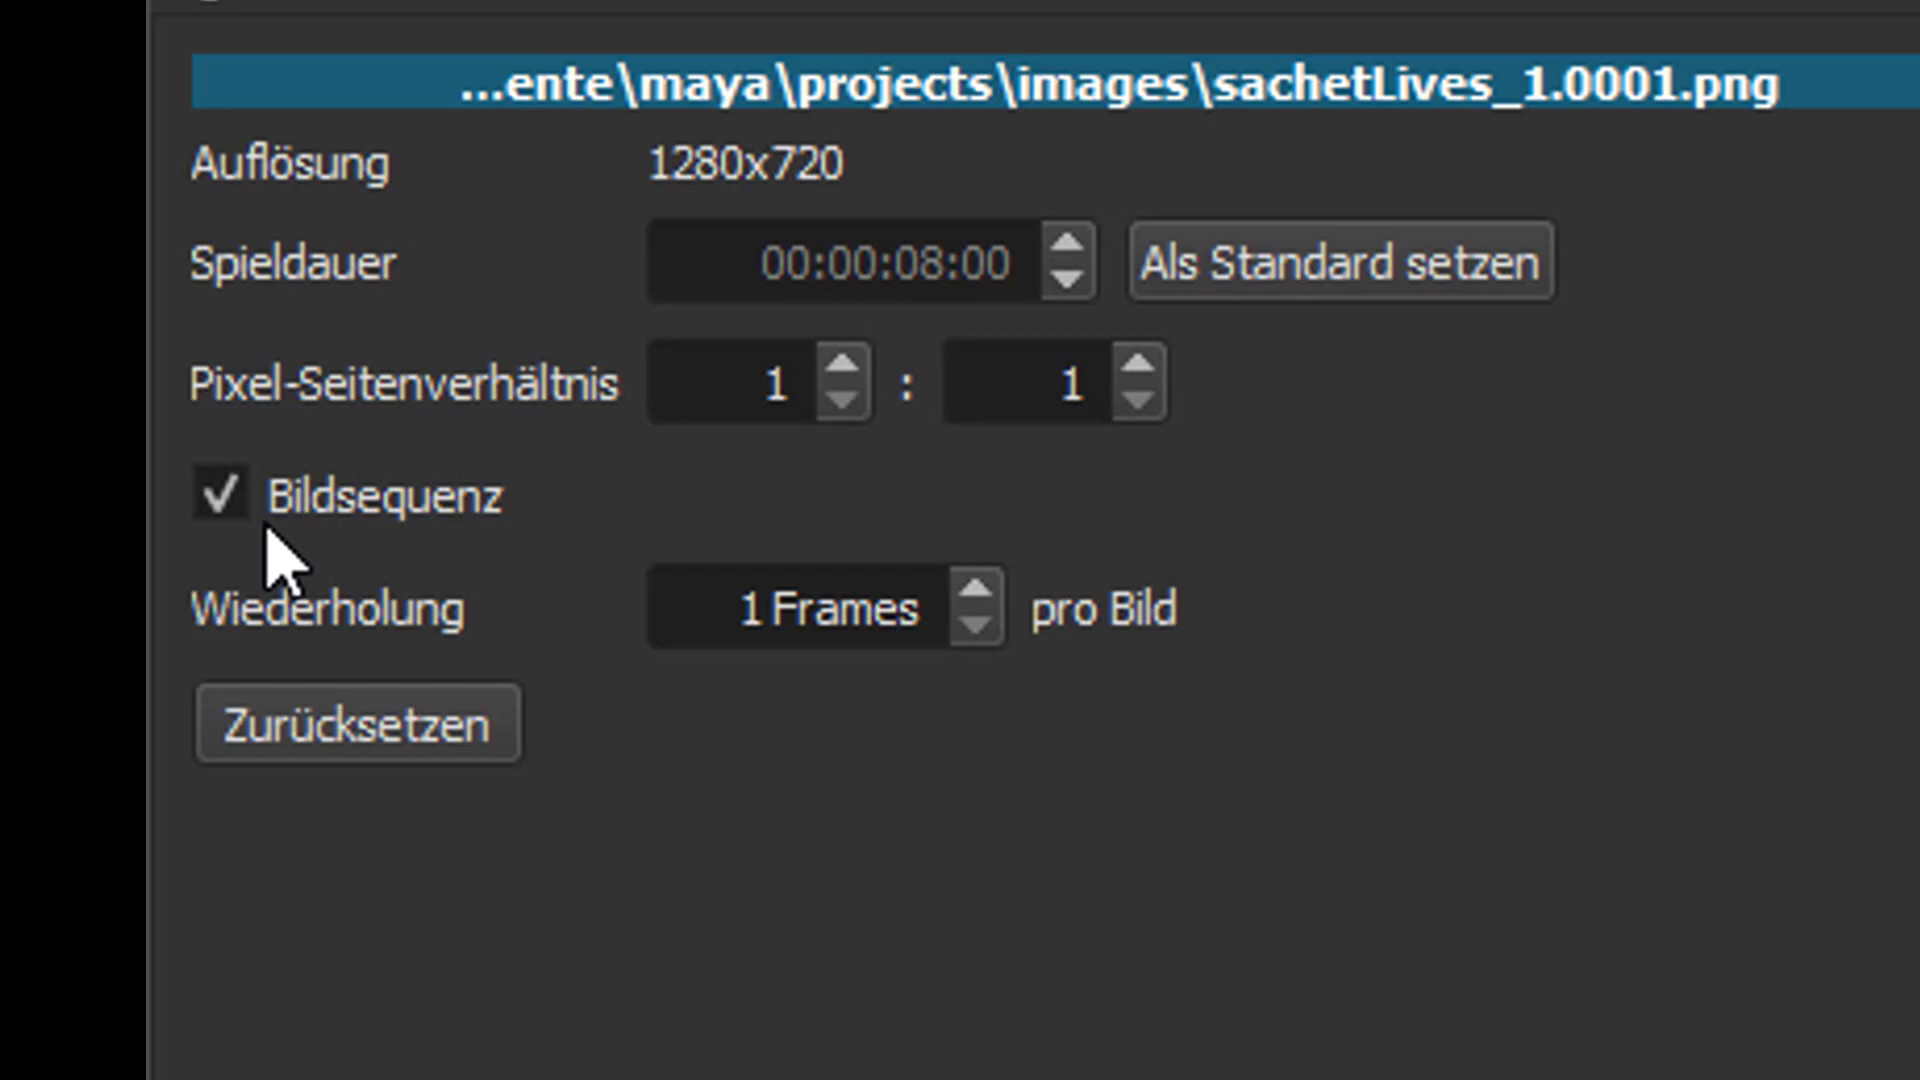 ...ente\maya\projects\images\sachetLives_1.0001.png
Auflösung 1280x720
Spieldauer 00:00:08:00 Als Standard setzen
Pixel-Seitenverhältnis 1 : 1
Bildsequenz
Wiederholung 1 Frames pro Bild
Zurücksetzen